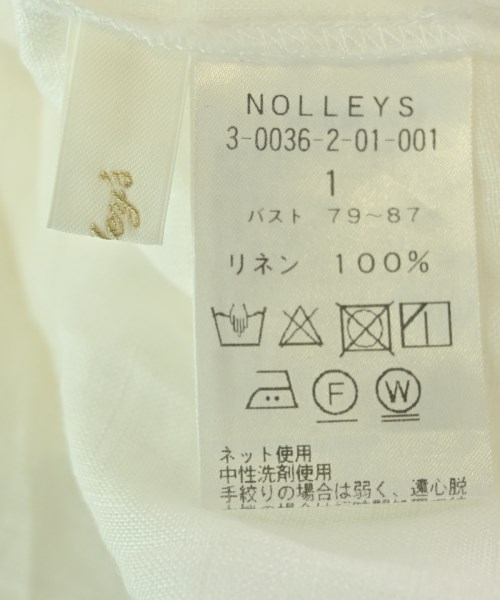 NOLLEYS
3-0036-2-01-001
1
バスト 79～87
リネン 100％
F
W
ネット使用
中性洗剤使用
手絞りの場合は弱く、遠心脱